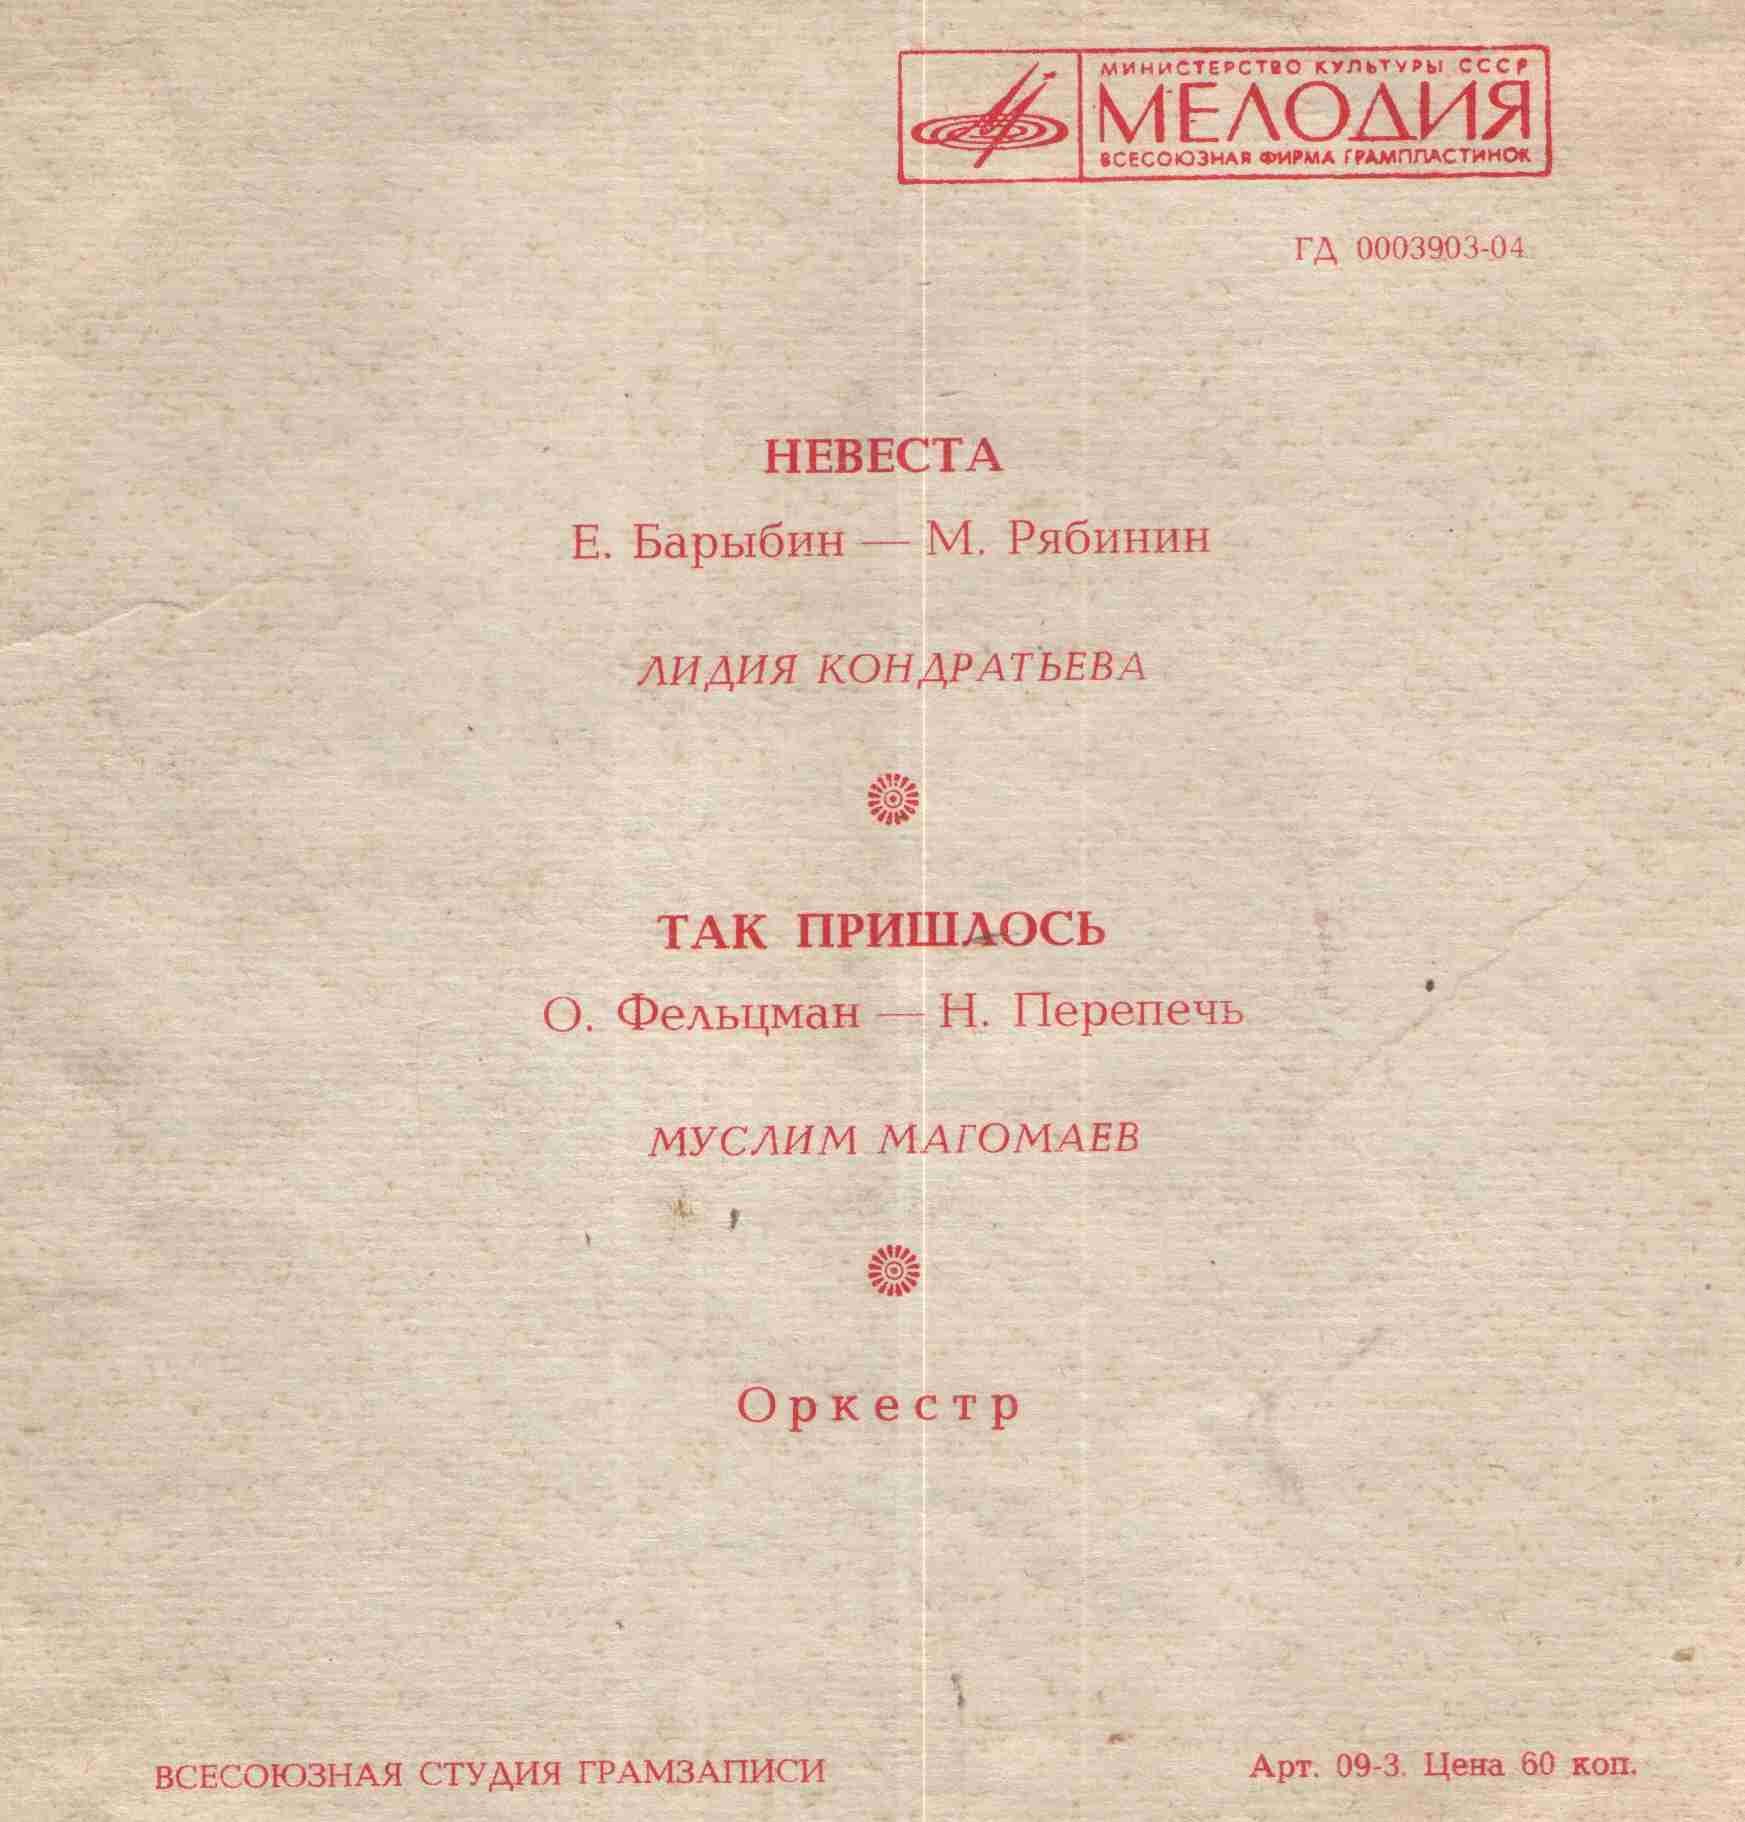 МИНИСТЕРСТВО КУЛЬТУРЫ СССР
МЕЛОДИЯ
ВСЕСОЮЗНАЯ ФИРМА ГРАМПЛАСТИНОК
ГД 0003903-04
НЕВЕСТА
Е. Барыбин — М. Рябинин
ЛИДИЯ КОНДРАТЬЕВА
ТАК ПРИШЛОСЬ
О. Фельцман — Н. Перепечь
МУСЛИМ МАГОМАЕВ
Оркестр
ВСЕСОЮЗНАЯ СТУДИЯ ГРАМЗАПИСИ
Арт. 09-3. Цена 60 коп.